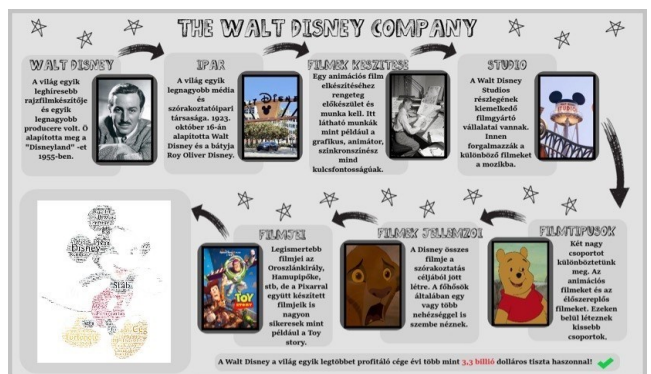 THE WALT DISNEY COMPANY
WALT DISNEY
A világ egyik
leghíresebb
rajzfilmkészítője
és egyik
legnagyobb
producere volt. Ő
alapította meg a
"Disneyland" -et
1955-ben.
IPAR
A világ egyik
legnagyobb média
és
szórakoztatóipari
társasága. 1923.
október 16-án
alapította Walt
Disney és a bátyja
Roy Oliver Disney.
FILMEK KÉSZÍTÉSE
Egy animációs film
elkészítéséhez
rengeteg
előkészület és
munka kell. Itt
látható munkák
mint például a
grafikus, animátor,
szinkronszínész
mind
kulcsfontosságúak.
STUDIO
A Walt Disney
Studios
részlegének
kiemelkedő
filmgyártó
vállalatai vannak.
Innen
forgalmazzák a
különböző filmeket
a mozikba.
FILMTIPUSOK
Két nagy
csoportot
különböztetünk
meg. Az
animációs
filmeket és az
élőszereplős
filmeket. Ezeken
belül léteznek
kissebb
csoportok.
FILMEK JELLEMZŐI
A Disney összes
filmje a
szórakoztatás
céljából jött
létre. A főhősök
általában egy
vagy több
nehézséggel is
szembe néznek.
FILMJEI
Legismertebb
filmjei az
Oroszlánkirály,
Hamupipőke,
stb, de a Pixarral
együtt készített
filmjeik is
nagyon
sikeresek mint
például a Toy
story.
TOY
STORY
Disney
Stáb
Cég
A Walt Disney a világ egyik legtöbbet profitáló cége évi több mint 3,3 billió dolláros tiszta haszonnal!